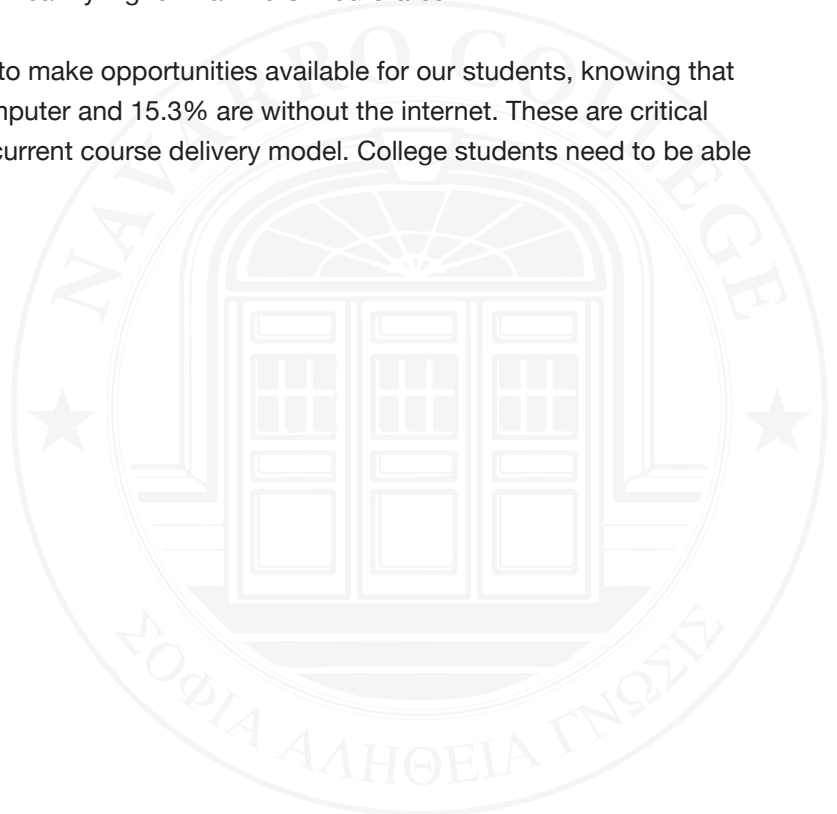 to make opportunities available for our students, knowing that
mputer and 15.3% are without the internet. These are critical
current course delivery model. College students need to be able
NAVARRO COLLEGE
ΣΟΦΙΑ ΑΛΗΘΕΙΑ ΓΝΩΣΙΣ